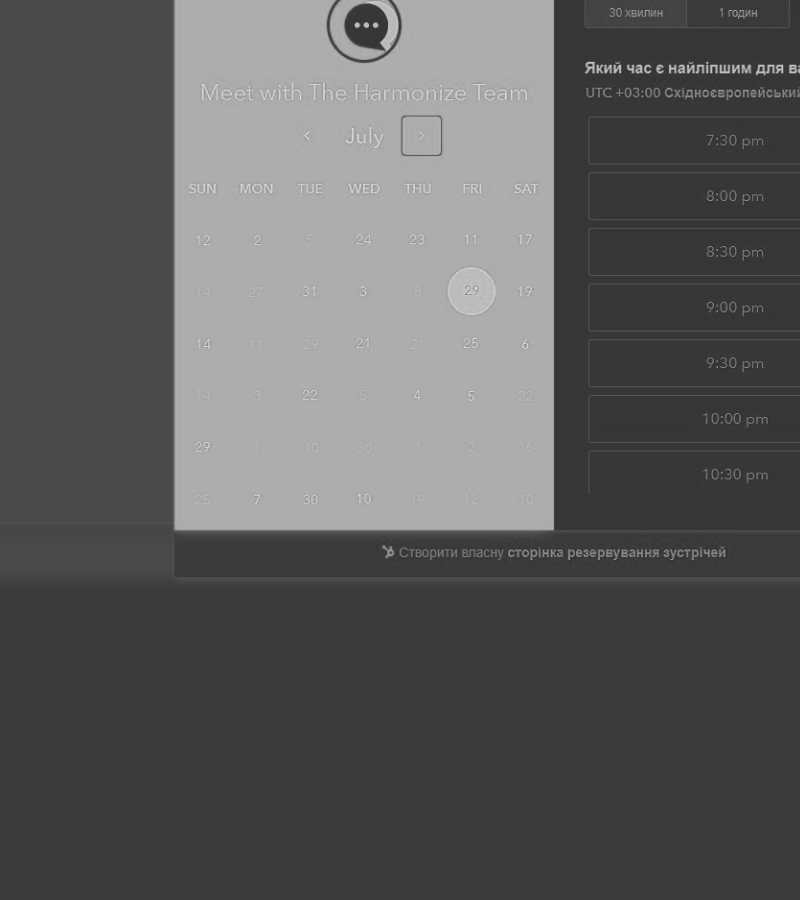 Meet with The Harmonize Team
July
SUN MON TUE WED THU FRI SAT
12 2 5 24 23 11 17
14 27 31 3 8 29 19
14 11 29 21 21 25 6
14 3 22 5 4 5 22
29 1 10 30 1 2 16
25 7 30 10 19 12 10
30 хвилин 1 годин
Який час є найліпшим для ва
UTC +03:00 Східноєвропейський
7:30 pm
8:00 pm
8:30 pm
9:00 pm
9:30 pm
10:00 pm
10:30 pm
Створити власну сторінка резервування зустрічей